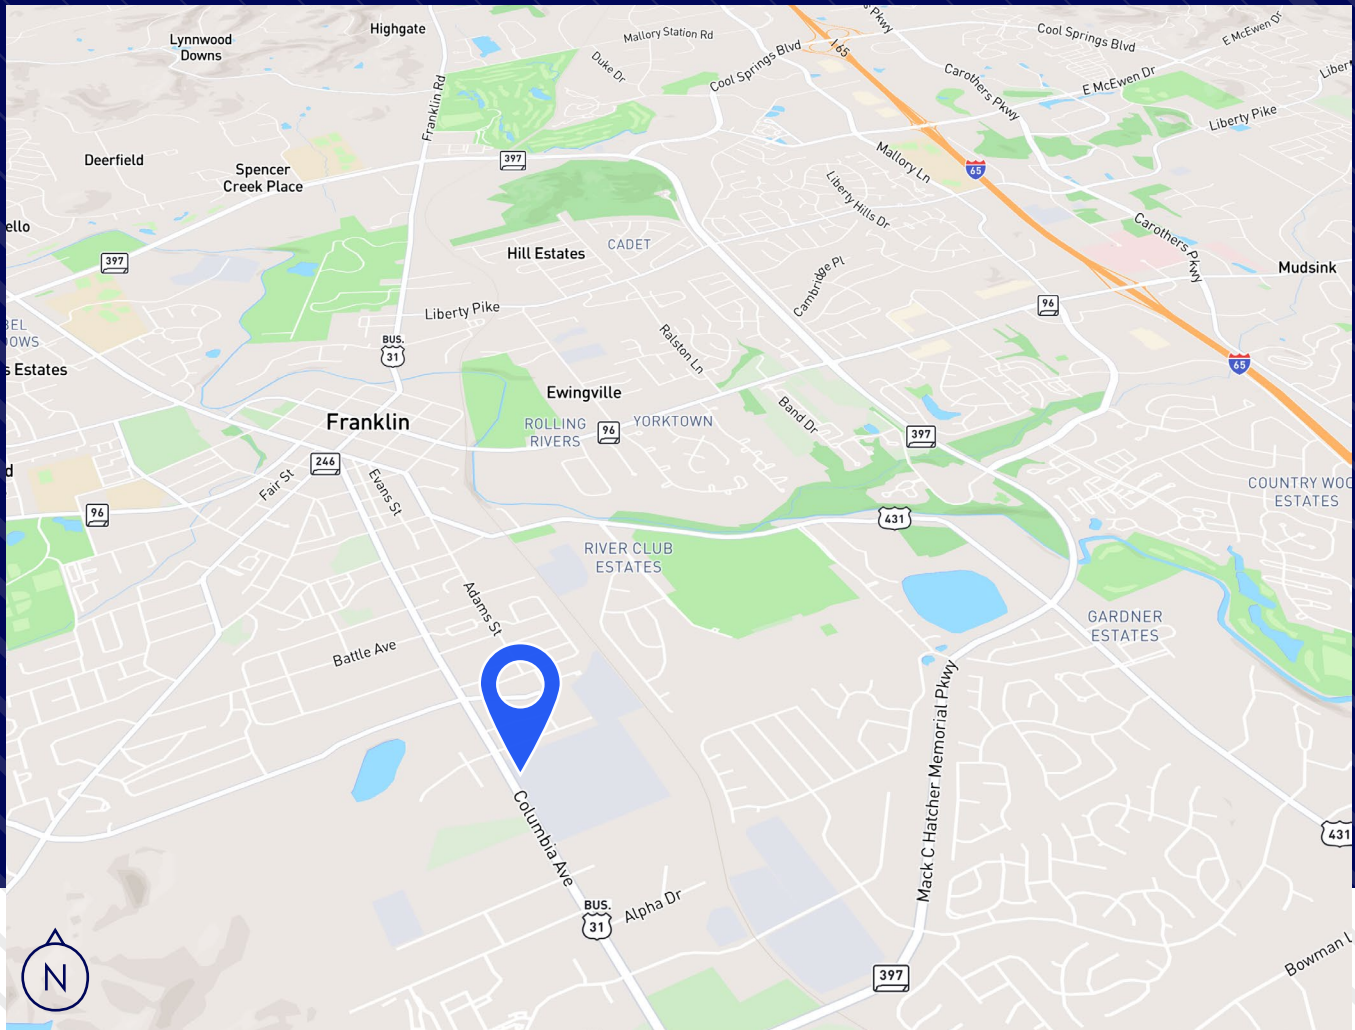 Highgate
Lynnwood
Downs
Mallory Station Rd
Duke Dr
Cool Springs Blvd
I 65
Cool Springs Blvd
E McEwen Dr
Franklin Rd
Carothers Pkwy
E McEwen Dr
Liberty Pike
Deerfield
Spencer
Creek Place
397
Mallory Ln
65
Liberty Hills Dr
Carothers Pkwy
ello
397
Hill Estates
CADET
Cambridge Pl
Mudsink
96
Liberty Pike
BUS.
31
Ralston Ln
65
BEL
OWS
s Estates
Ewingville
Franklin
ROLLING
RIVERS
96
YORKTOWN
Band Dr
397
246
Fair St
Evans St
d
96
COUNTRY WOO
ESTATES
431
RIVER CLUB
ESTATES
Adams St
GARDNER
ESTATES
Battle Ave
Mack C Hatcher Memorial Pkwy
Columbia Ave
431
BUS.
31
Alpha Dr
397
Bowman L
N